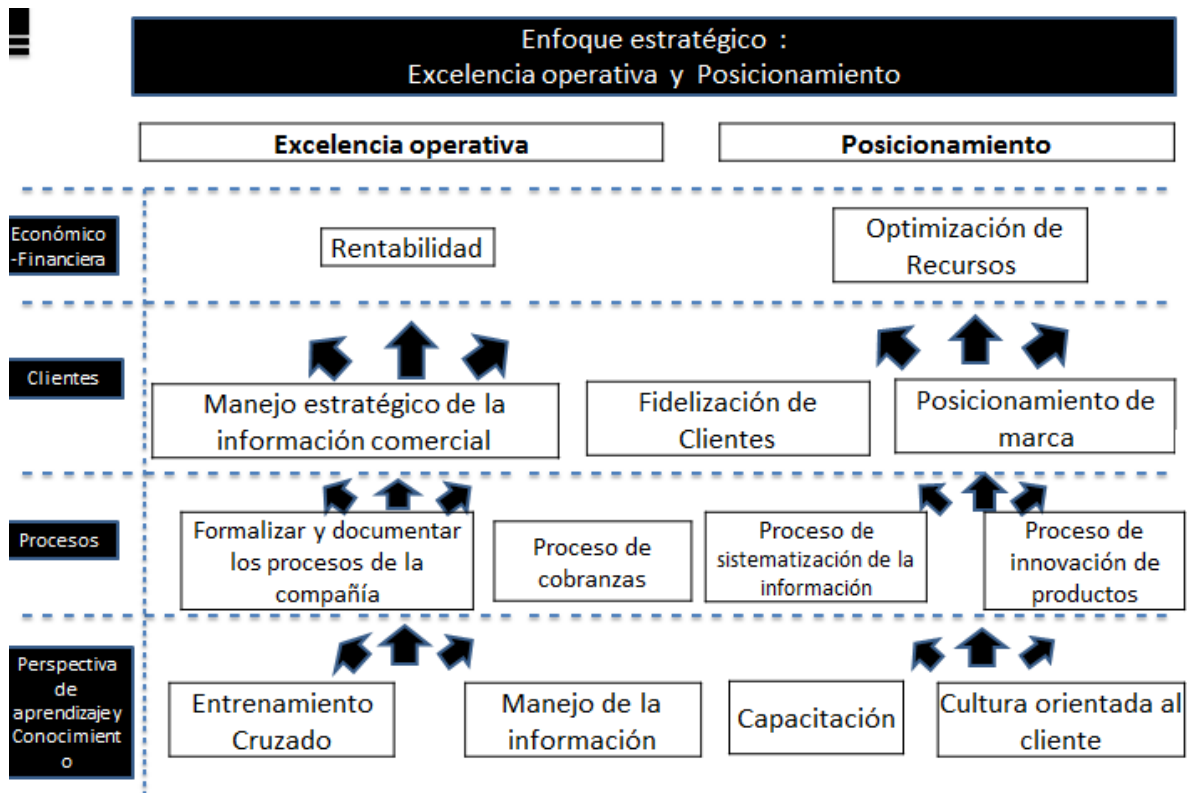 Enfoque estratégico :
Excelencia operativa y Posicionamiento
Excelencia operativa
Posicionamiento
Económico
-Financiera
Rentabilidad
Optimización de
Recursos
Clientes
Manejo estratégico de la
información comercial
Fidelización de
Clientes
Posicionamiento de
marca
Procesos
Formalizar y documentar
los procesos de la
compañía
Proceso de
cobranzas
Proceso de
sistematización de la
información
Proceso de
innovación de
productos
Perspectiva
de
aprendizaje y
Conocimient
o
Entrenamiento
Cruzado
Manejo de la
información
Capacitación
Cultura orientada al
cliente